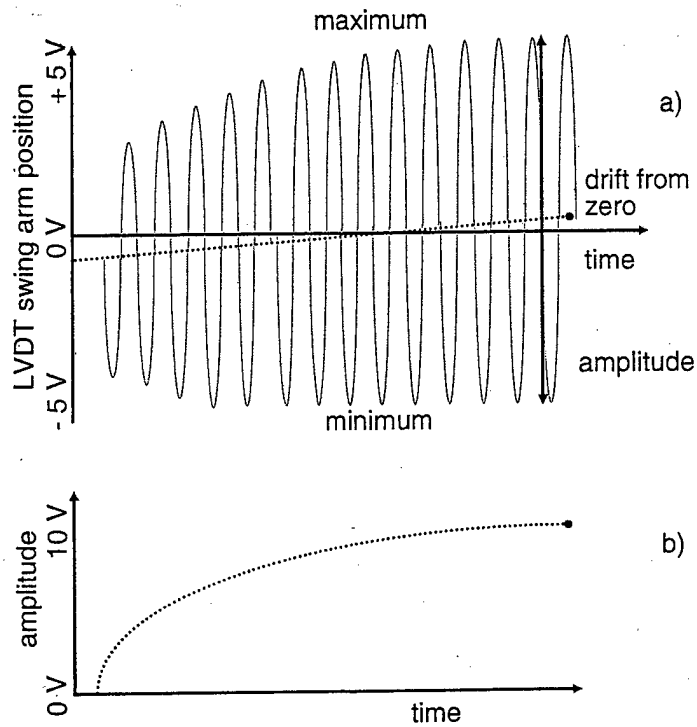 maximum
LVDT swing arm position
+ 5 V
0 V
- 5 V
a)
drift from
zero
time
amplitude
minimum
amplitude
10 V
0 V
b)
time